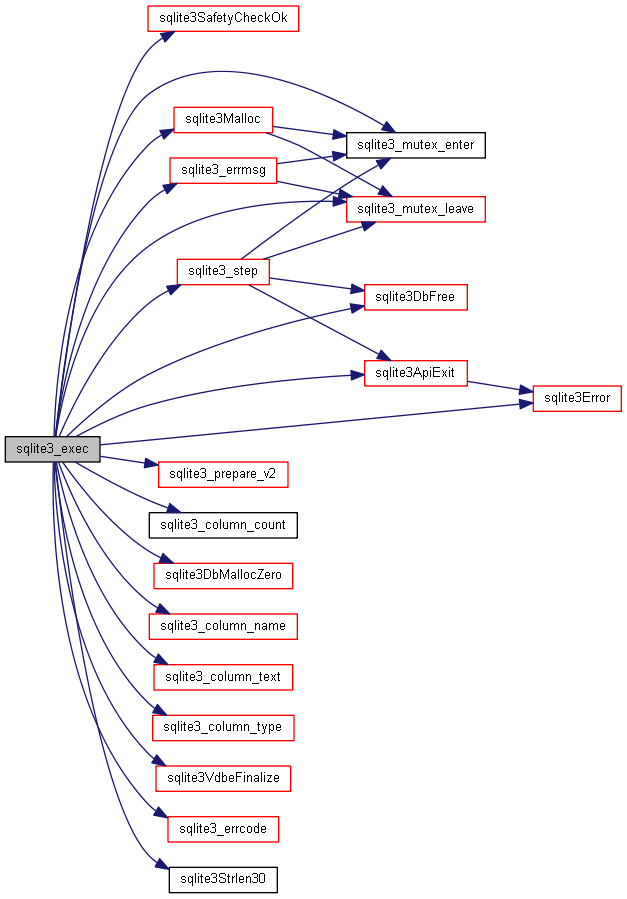 sqlite3SafetyCheckOk
sqlite3Malloc
sqlite3_mutex_enter
sqlite3_errmsg
sqlite3_mutex_leave
sqlite3_step
sqlite3DbFree
sqlite3ApiExit
sqlite3Error
sqlite3_exec
sqlite3_prepare_v2
sqlite3_column_count
sqlite3DbMallocZero
sqlite3_column_name
sqlite3_column_text
sqlite3_column_type
sqlite3VdbeFinalize
sqlite3_errcode
sqlite3Strlen30